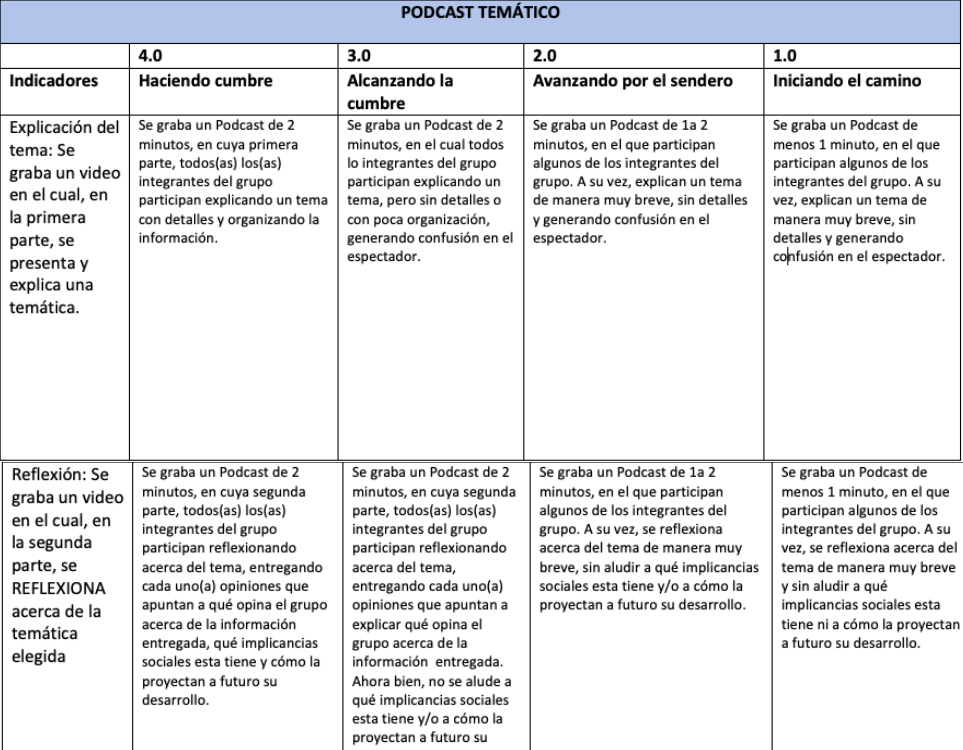 PODCAST TEMÁTICO
4.0
3.0
2.0
1.0
Indicadores
Haciendo cumbre
Alcanzando la
cumbre
Avanzando por el sendero
Iniciando el camino
Explicación del
tema: Se
graba un video
en el cual, en
la primera
parte, se
presenta y
explica una
temática.
Se graba un Podcast de 2
minutos, en cuya primera
parte, todos(as) los(as)
integrantes del grupo
participan explicando un tema
con detalles y organizando la
información.
Se graba un Podcast de 2
minutos, en el cual todos
lo integrantes del grupo
participan explicando un
tema, pero sin detalles o
con poca organización,
generando confusión en el
espectador.
Se graba un Podcast de 1a 2
minutos, en el que participan
algunos de los integrantes del
grupo. A su vez, explican un tema
de manera muy breve, sin detalles
y generando confusión en el
espectador.
Se graba un Podcast de
menos 1 minuto, en el que
participan algunos de los
integrantes del grupo. A su
vez, explican un tema de
manera muy breve, sin
detalles y generando
confusión en el espectador.
Reflexión: Se
graba un video
en el cual, en
la segunda
parte, se
REFLEXIONA
acerca de la
temática
elegida
Se graba un Podcast de 2
minutos, en cuya segunda
parte, todos(as) los(as)
integrantes del grupo
participan reflexionando
acerca del tema, entregando
cada uno(a) opiniones que
apuntan a qué opina el grupo
acerca de la información
entregada, qué implicancias
sociales esta tiene y cómo la
proyectan a futuro su
desarrollo.
Se graba un Podcast de 2
minutos, en cuya segunda
parte, todos(as) los(as)
integrantes del grupo
participan reflexionando
acerca del tema,
entregando cada uno(a)
opiniones que apuntan a
explicar qué opina el
grupo acerca de la
información entregada.
Ahora bien, no se alude a
qué implicancias sociales
esta tiene y/o a cómo la
proyectan a futuro su
Se graba un Podcast de 1a 2
minutos, en el que participan
algunos de los integrantes del
grupo. A su vez, se reflexiona
acerca del tema de manera muy
breve, sin aludir a qué implicancias
sociales esta tiene y/o a cómo la
proyectan a futuro su desarrollo.
Se graba un Podcast de
menos 1 minuto, en el que
participan algunos de los
integrantes del grupo. A su
vez, se reflexiona acerca del
tema de manera muy breve
y sin aludir a qué
implicancias sociales esta
tiene ni a cómo la proyectan
a futuro su desarrollo.